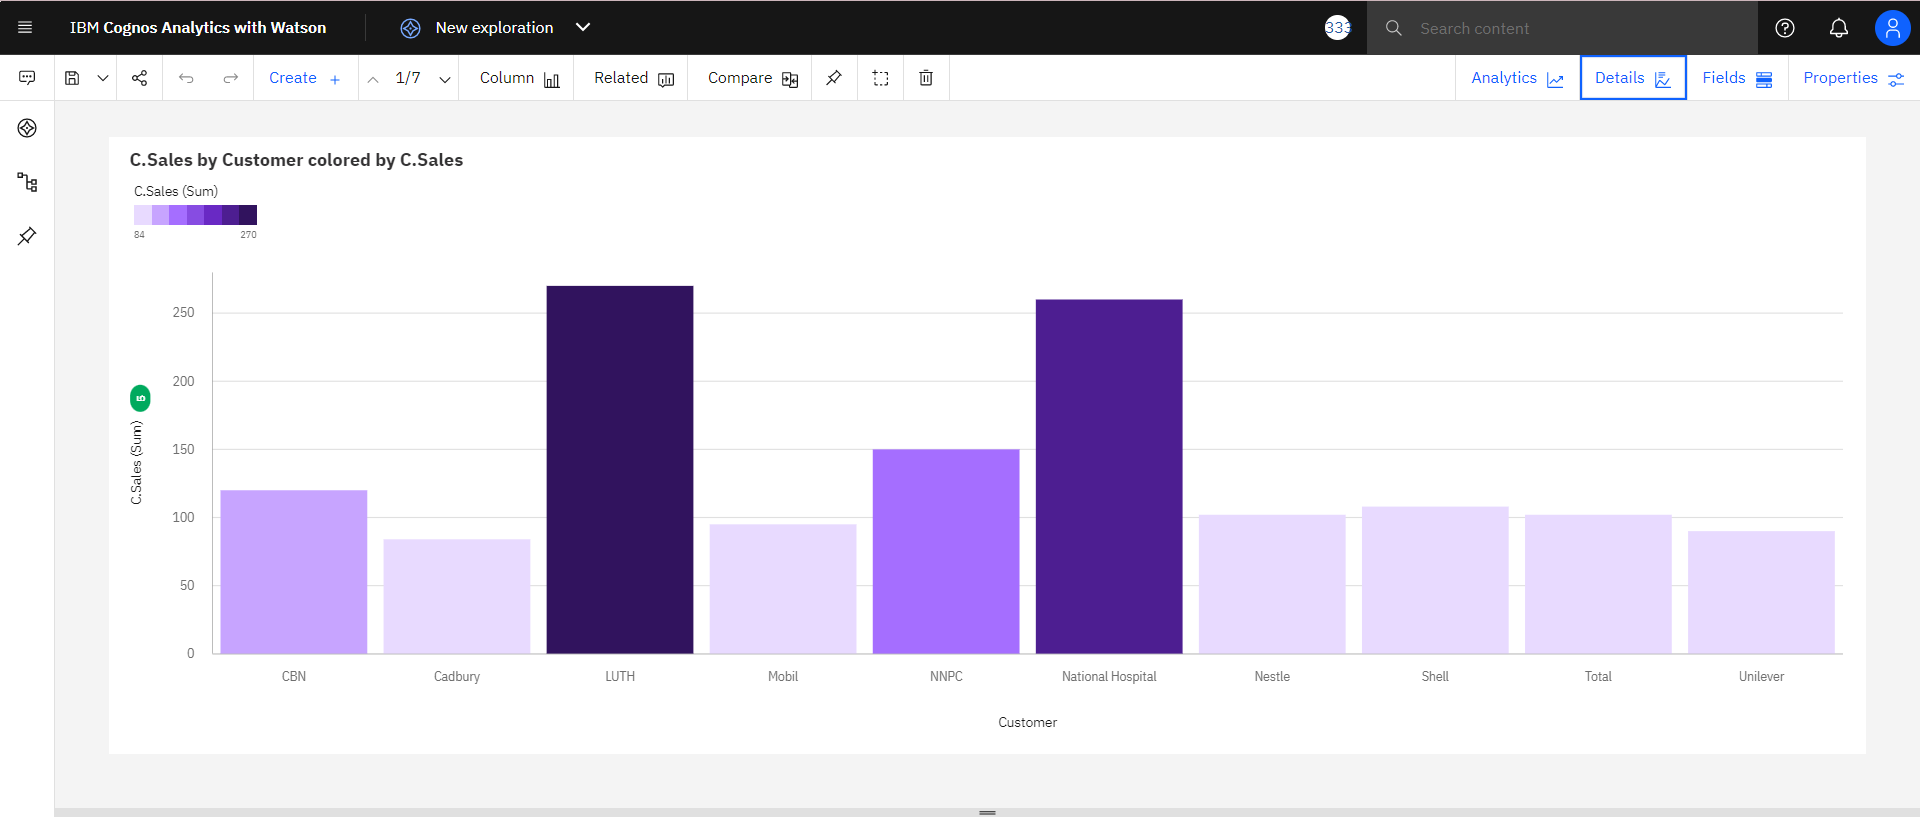 IBM Cognos Analytics with Watson
New exploration
333
Search content
Create +
1/7
Column
Related
Compare
Analytics
Details
Fields
Properties
C.Sales by Customer colored by C.Sales
C.Sales (Sum)
84 270
250
200
150
100
50
0
5
C.Sales (Sum)
CBN Cadbury LUTH Mobil NNPC National Hospital Nestle Shell Total Unilever
Customer